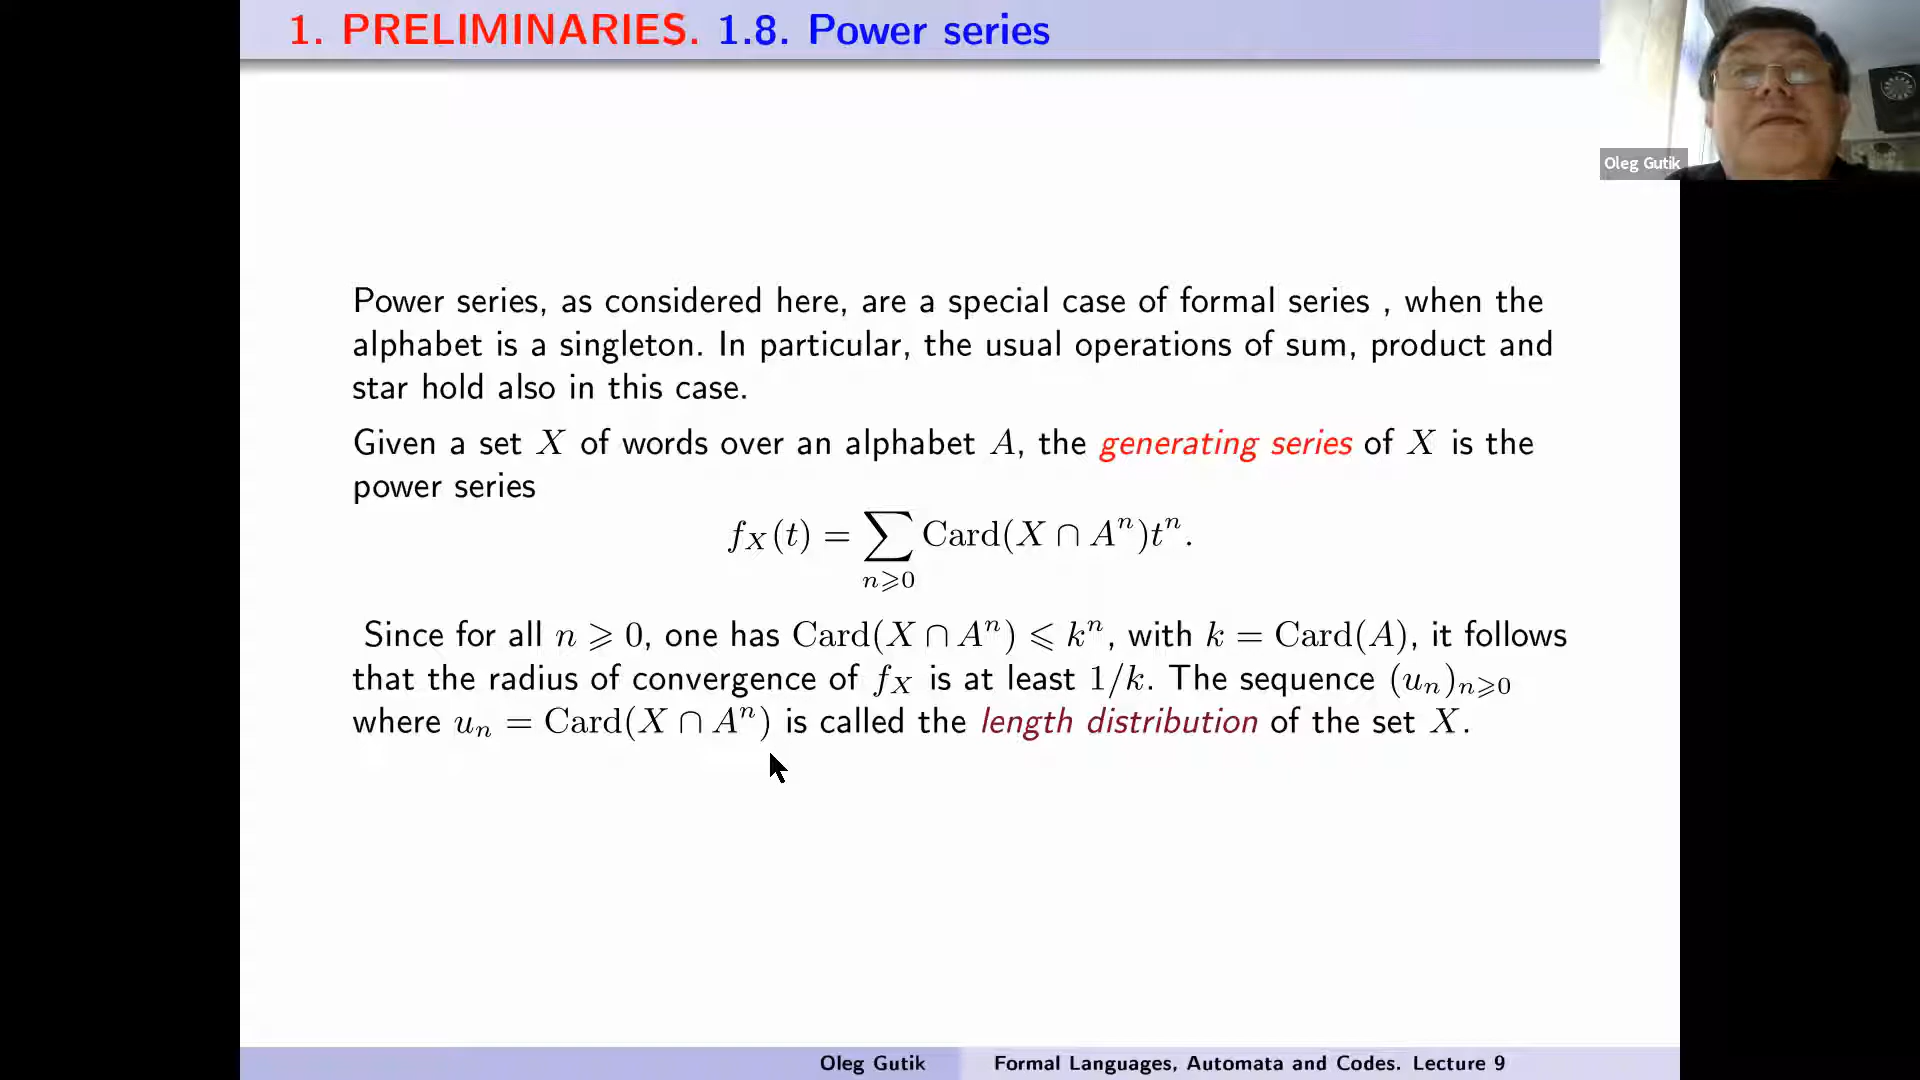 1. PRELIMINARIES. 1.8. Power series
Oleg Gutik
Power series, as considered here, are a special case of formal series , when the
alphabet is a singleton. In particular, the usual operations of sum, product and
star hold also in this case.
Given a set X of words over an alphabet A, the generating series of X is the
power series
f_X(t) = ∑_{n⩾0} Card(X ∩ A^n)t^n.
Since for all n ⩾ 0, one has Card(X ∩ A^n) ⩽ k^n, with k = Card(A), it follows
that the radius of convergence of f_X is at least 1/k. The sequence (u_n)_{n⩾0}
where u_n = Card(X ∩ A^n) is called the length distribution of the set X.
Oleg Gutik Formal Languages, Automata and Codes. Lecture 9